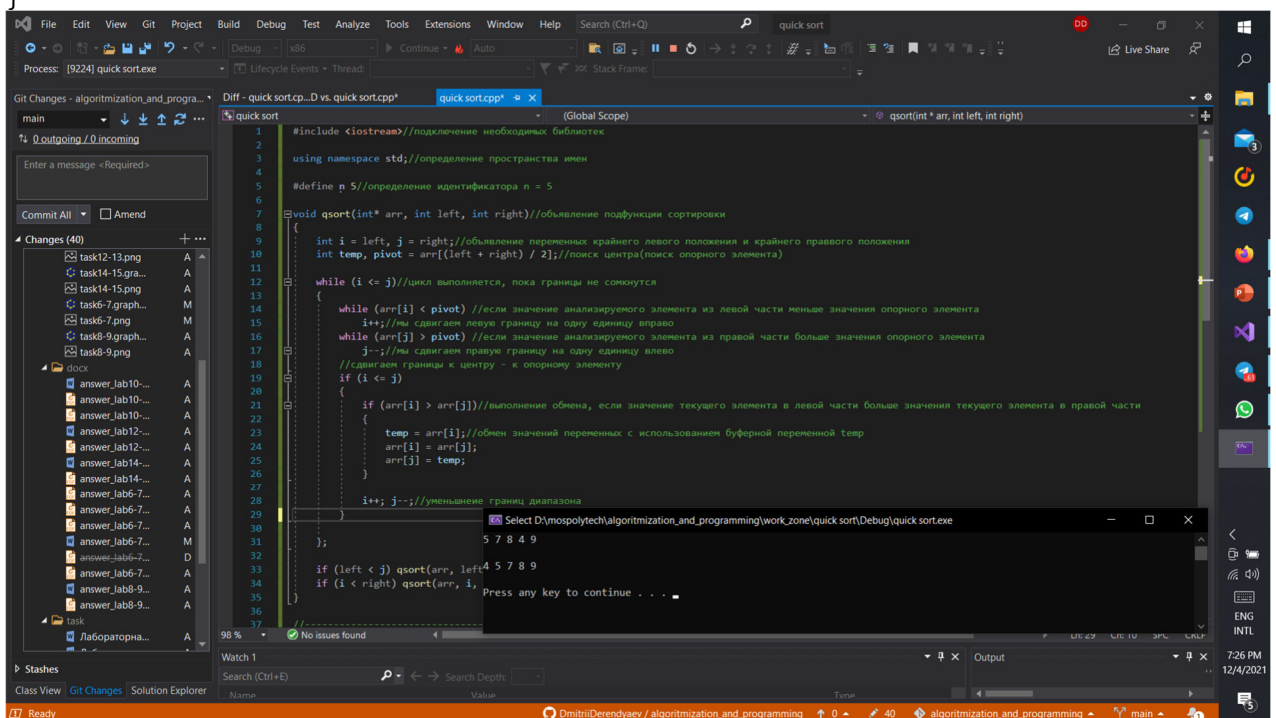 }
File Edit View Git Project Build Debug Test Analyze Tools Extensions Window Help Search (Ctrl+Q) quick sort DD
Debug x86 Continue Auto Live Share
Process: [9224] quick sort.exe Lifecycle Events Thread: Stack Frame:
Git Changes - algoritmization_and_progra...
Diff - quick sort.cp...D vs. quick sort.cpp* quick sort.cpp*
main
quick sort (Global Scope) qsort(int * arr, int left, int right)
0 outgoing / 0 incoming
Enter a message <Required>
Commit All Amend
Changes (40)
task12-13.png A
task14-15.gra... A
task14-15.png A
task6-7.graph... M
task6-7.png M
task8-9.graph... A
task8-9.png A
docx
answer_lab10-... A
answer_lab10-... A
answer_lab10-... A
answer_lab12-... A
answer_lab12-... A
answer_lab14-... A
answer_lab14-... A
answer_lab6-7... A
answer_lab6-7... A
answer_lab6-7... A
answer_lab6-7... M
answer_lab6-7... D
answer_lab6-7... A
answer_lab8-9... A
answer_lab8-9... A
task
Лабораторна... A
Stashes
Class View Git Changes Solution Explorer
1 #include <iostream>//подключение необходимых библиотек
2
3 using namespace std;//определение пространства имен
4
5 #define n 5//определение идентификатора n = 5
6
7 void qsort(int* arr, int left, int right)//объявление подфункции сортировки
8 {
9 int i = left, j = right;//объявление переменных крайнего левого положения и крайнего праввого положения
10 int temp, pivot = arr[(left + right) / 2];//поиск центра(поиск опорного элемента)
11
12 while (i <= j)//цикл выполняется, пока границы не сомкнутся
13 {
14 while (arr[i] < pivot) //если значение анализируемого элемента из левой части меньше значения опорного элемента
15 i++;//мы сдвигаем левую границу на одну единицу вправо
16 while (arr[j] > pivot) //если значение анализируемого элемента из правой части больше значения опорного элемента
17 j--;//мы сдвигаем правую границу на одну единицу влево
18 //сдвигаем границы к центру - к опорному элементу
19 if (i <= j)
20 {
21 if (arr[i] > arr[j])//выполнение обмена, если значение текущего элемента в левой части больше значения текущего элемента в правой части
22 {
23 temp = arr[i];//обмен значений переменных с использованием буферной переменной temp
24 arr[i] = arr[j];
25 arr[j] = temp;
26 }
27
28 i++; j--;//уменьшнеие границ диапазона
29 }
30
31 };
32
33 if (left < j) qsort(arr, left
34 if (i < right) qsort(arr, i,
35 }
36
37 //------------------------------
Select D:\mospolytech\algoritmization_and_programming\work_zone\quick sort\Debug\quick sort.exe
5 7 8 4 9
4 5 7 8 9
Press any key to continue . . .
98 % No issues found Ln: 29 Ch: 10 SPC CRLF
Watch 1 Output
Search (Ctrl+E) Search Depth:
Name Value Type
Ready DmitriiDerendyaev / algoritmization_and_programming 0 40 algoritmization_and_programming main
3
61
ENG
INTL
7:26 PM
12/4/2021
5